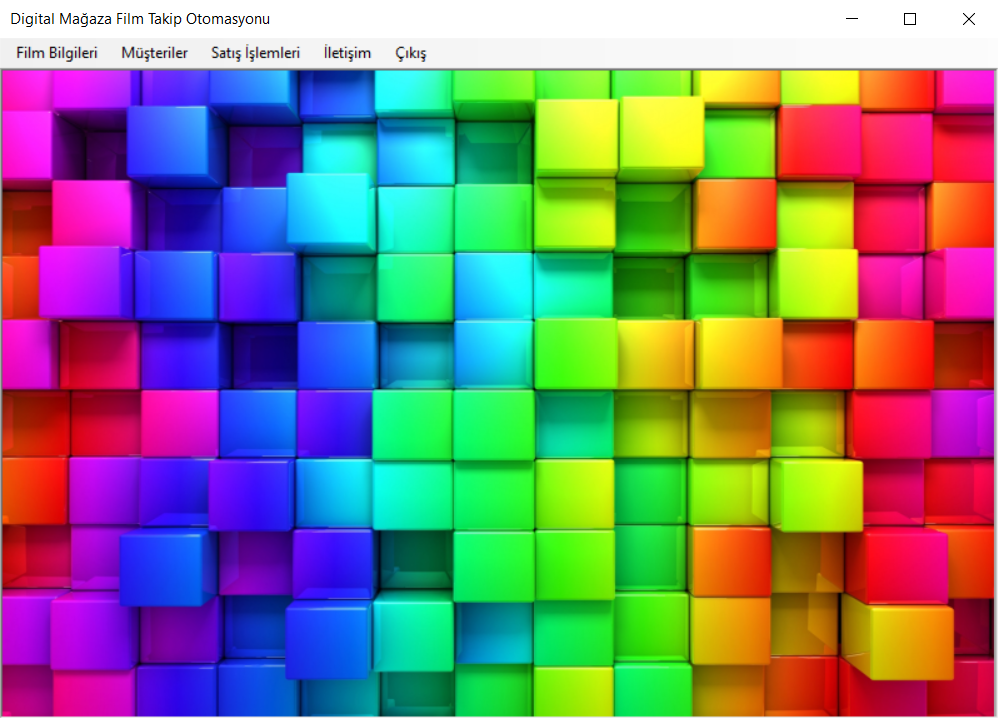 Digital Mağaza Film Takip Otomasyonu
Film Bilgileri Müşteriler Satış İşlemleri İletişim Çıkış